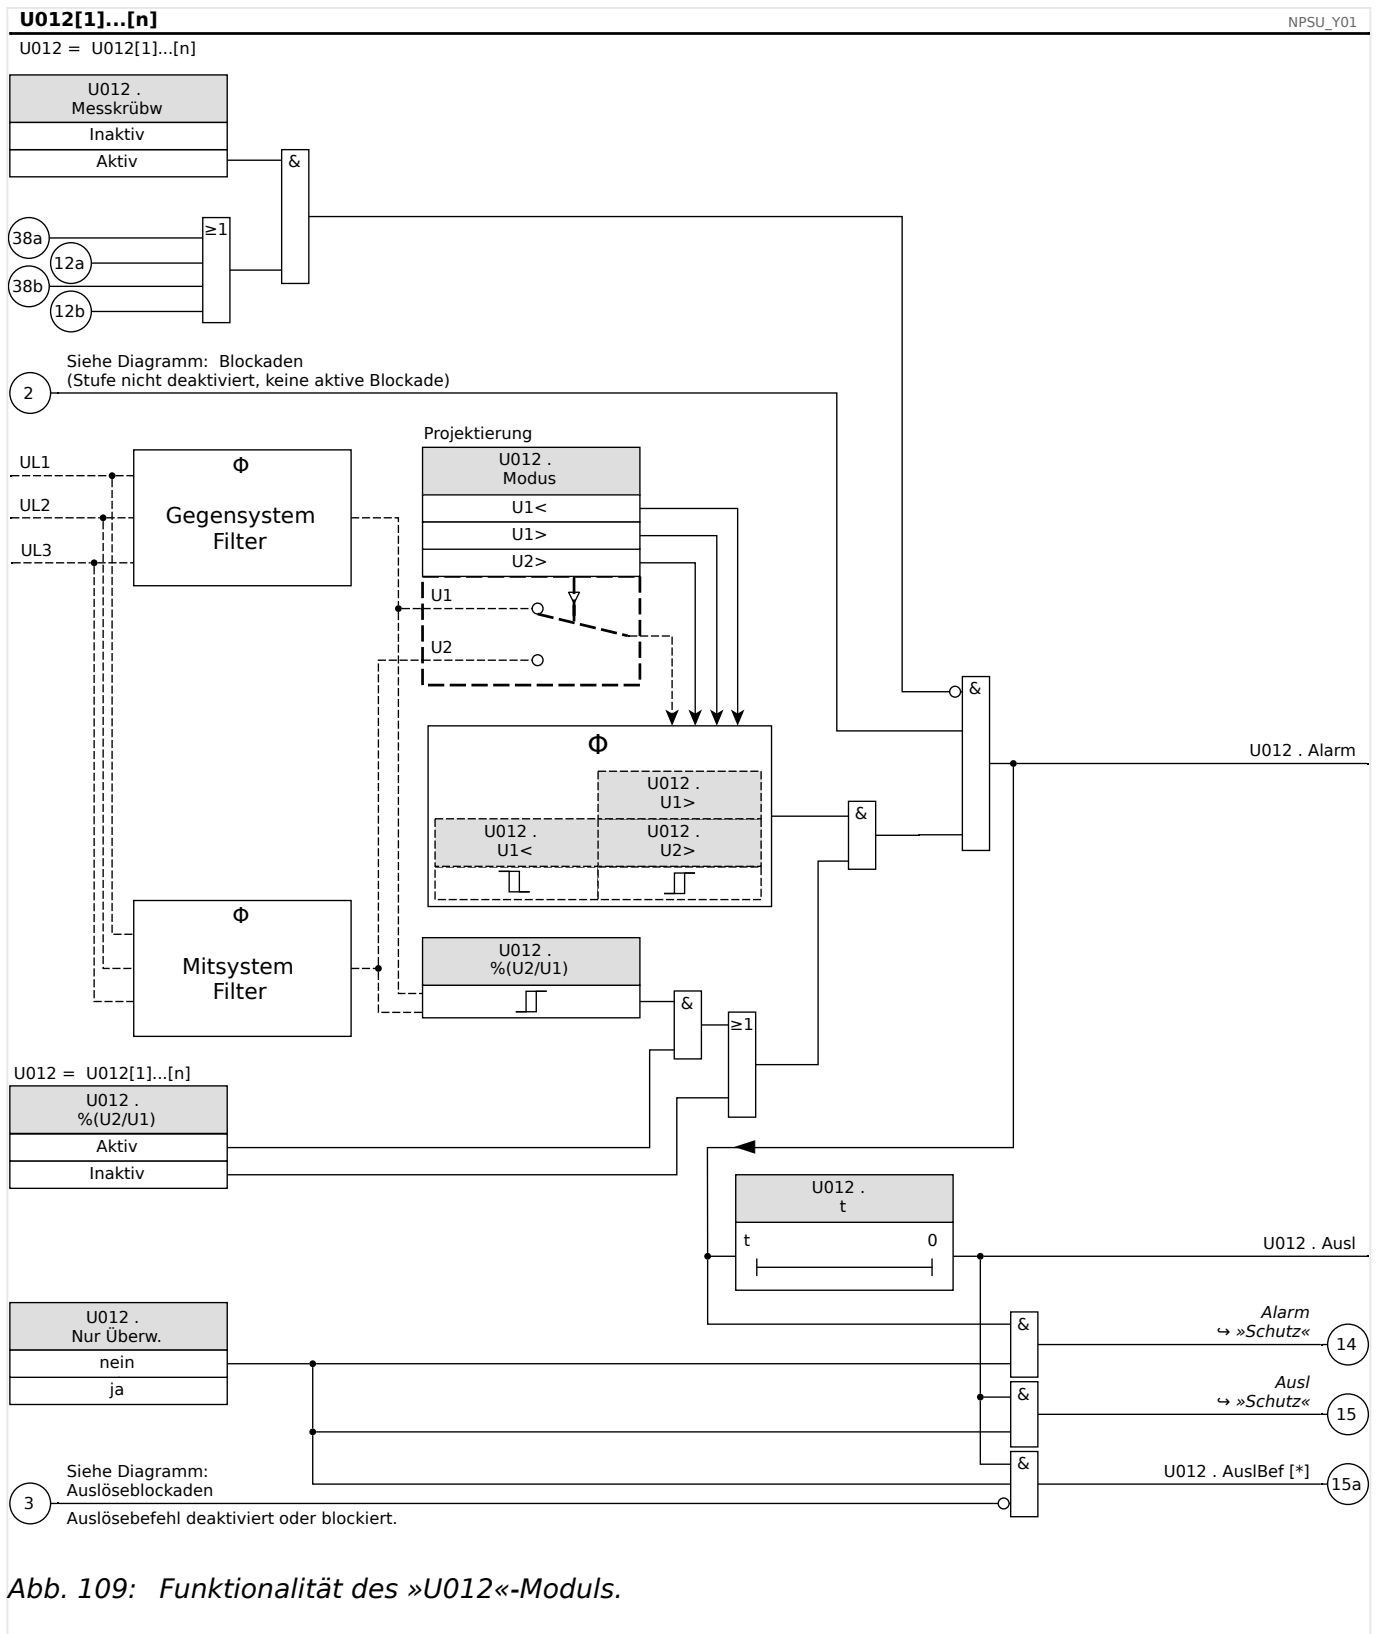 U012[1]...[n]
NPSU_Y01
U012 = U012[1]...[n]
U012 .
Messkrübw
Inaktiv
Aktiv
&
≥1
38a
12a
38b
12b
Siehe Diagramm: Blockaden
(Stufe nicht deaktiviert, keine aktive Blockade)
2
Projektierung
UL1
UL2
UL3
Φ
Gegensystem
Filter
U012 .
Modus
U1<
U1>
U2>
U1
U2
&
U012 . Alarm
Φ
U012 .
U1>
U012 .
U1<
U012 .
U2>
&
Φ
Mitsystem
Filter
U012 .
%(U2/U1)
&
≥1
U012 = U012[1]...[n]
U012 .
%(U2/U1)
Aktiv
Inaktiv
U012 .
t
t
0
U012 . Ausl
U012 .
Nur Überw.
nein
ja
&
Alarm
↪ »Schutz«
14
&
Ausl
↪ »Schutz«
15
&
U012 . AuslBef [*]
15a
Siehe Diagramm:
Auslöseblockaden
3
Auslösebefehl deaktiviert oder blockiert.
Abb. 109: Funktionalität des »U012«-Moduls.